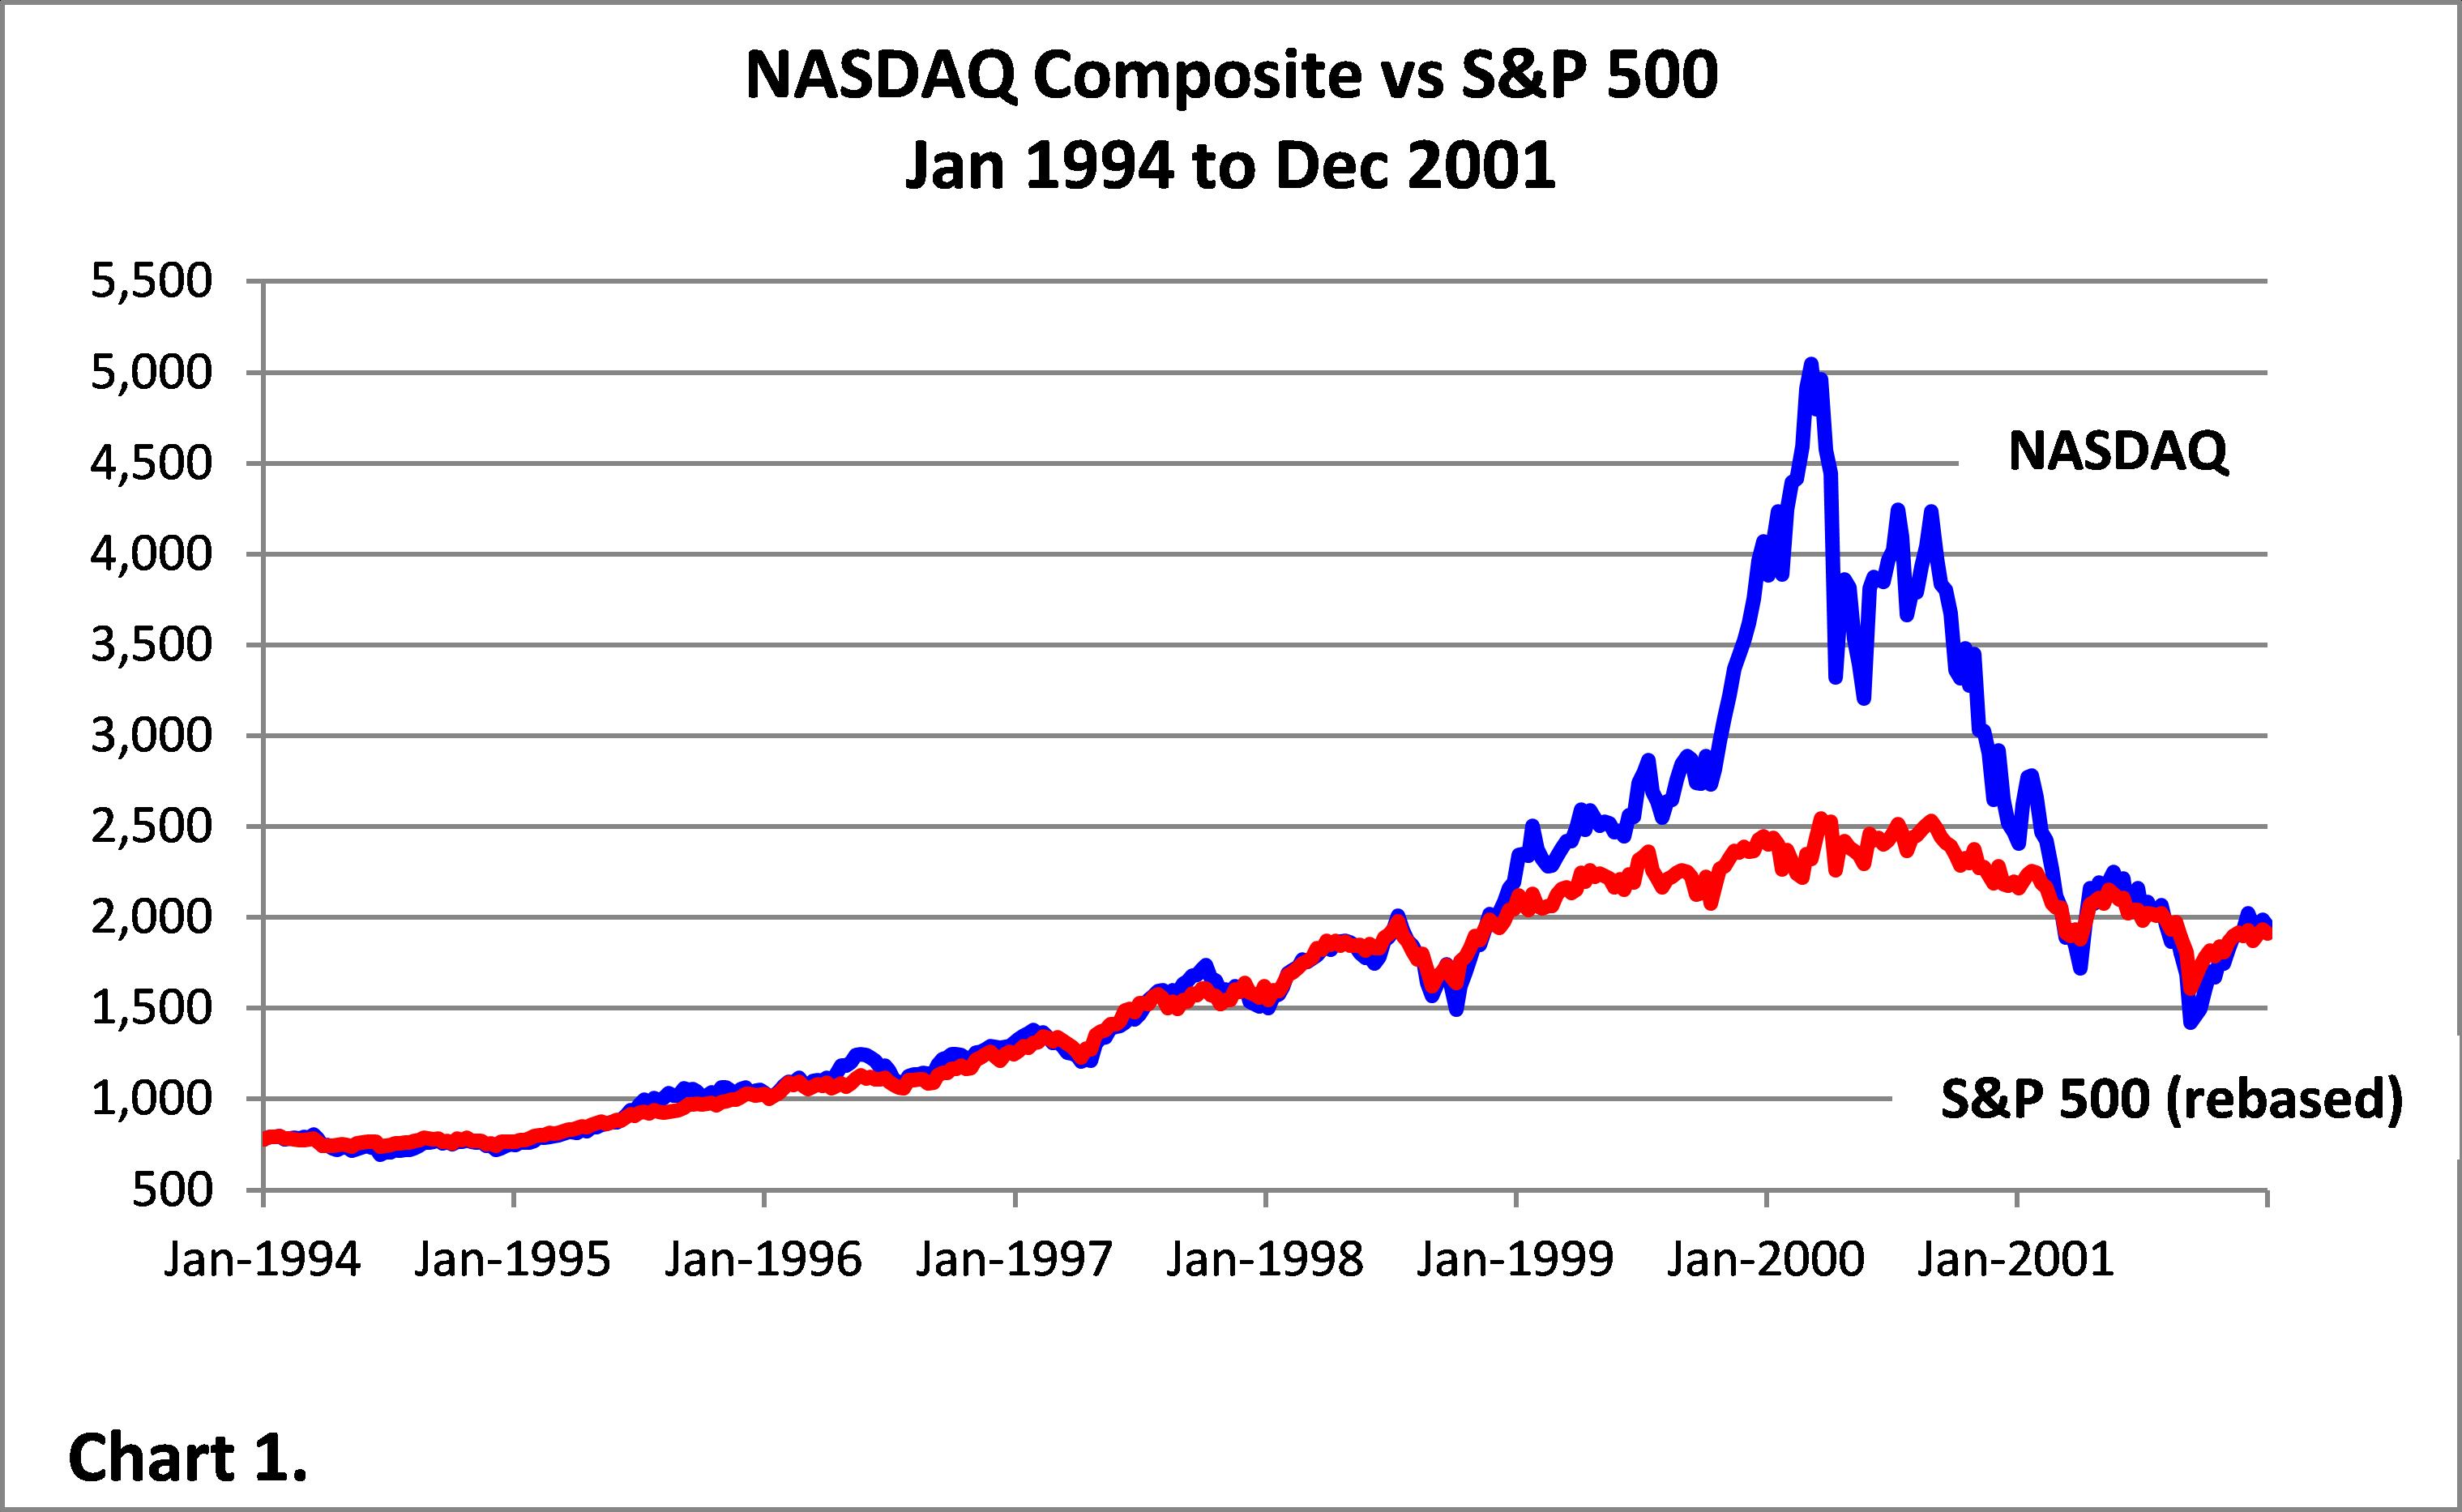 NASDAQ Composite vs S&P 500
Jan 1994 to Dec 2001
5,500
5,000
4,500
NASDAQ
4,000
3,500
3,000
2,500
2,000
1,500
1,000
S&P 500 (rebased)
500
Jan-1994 Jan-1995 Jan-1996 Jan-1997 Jan-1998 Jan-1999 Jan-2000 Jan-2001
Chart 1.